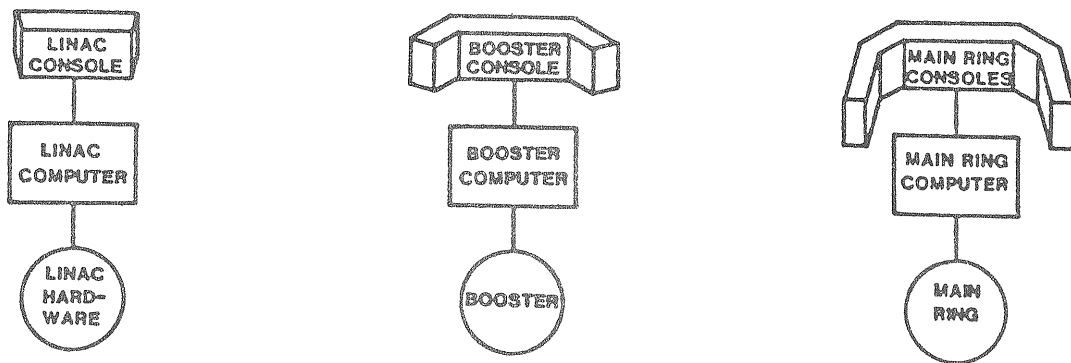 LINAC
CONSOLE
LINAC
COMPUTER
LINAC
HARD-
WARE
BOOSTER
CONSOLE
BOOSTER
COMPUTER
BOOSTER
MAIN RING
CONSOLES
MAIN RING
COMPUTER
MAIN
RING